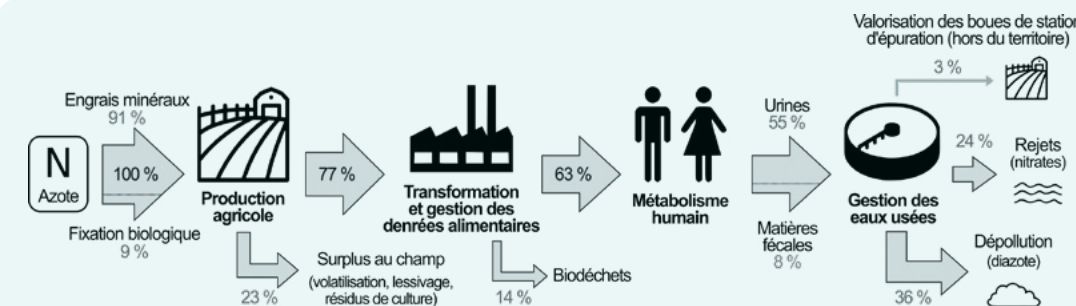 Valorisation des boues de station
d'épuration (hors du territoire)
3 %
Engrais minéraux
91 %
N
Azote
100 %
Fixation biologique
9 %
Production
agricole
77 %
Surplus au champ
(volatilisation, lessivage,
résidus de culture)
23 %
Transformation
et gestion des
denrées alimentaires
Biodéchets
14 %
63 %
Métabolisme
humain
Urines
55 %
Matières
fécales
8 %
Gestion des
eaux usées
24 %
Rejets
(nitrates)
Dépollution
(diazote)
36 %